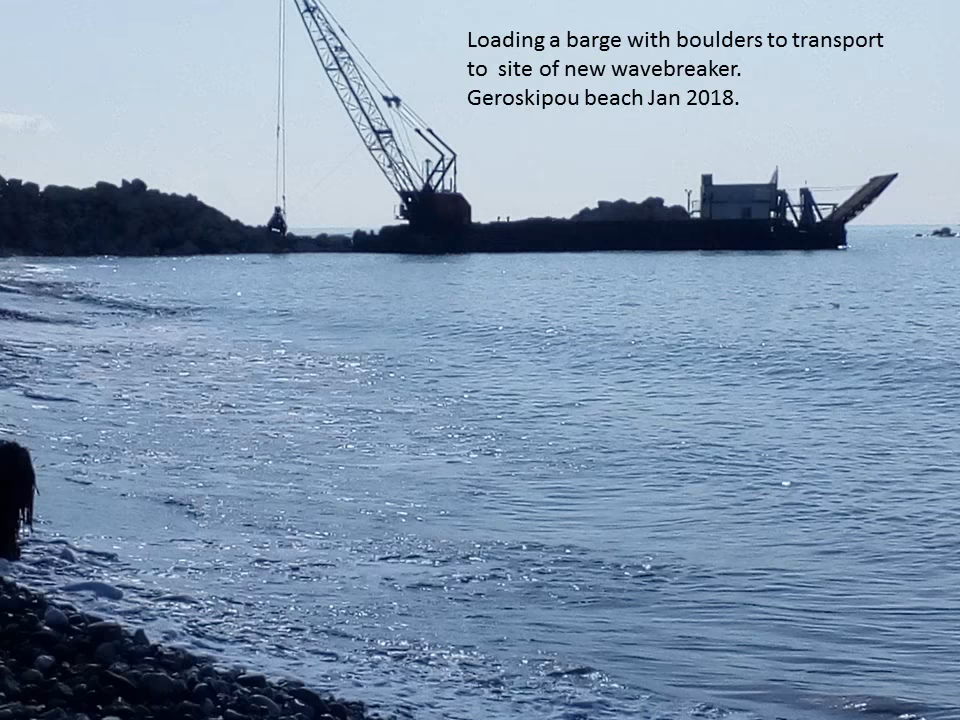 Loading a barge with boulders to transport
to  site of new wavebreaker.
Geroskipou beach Jan 2018.